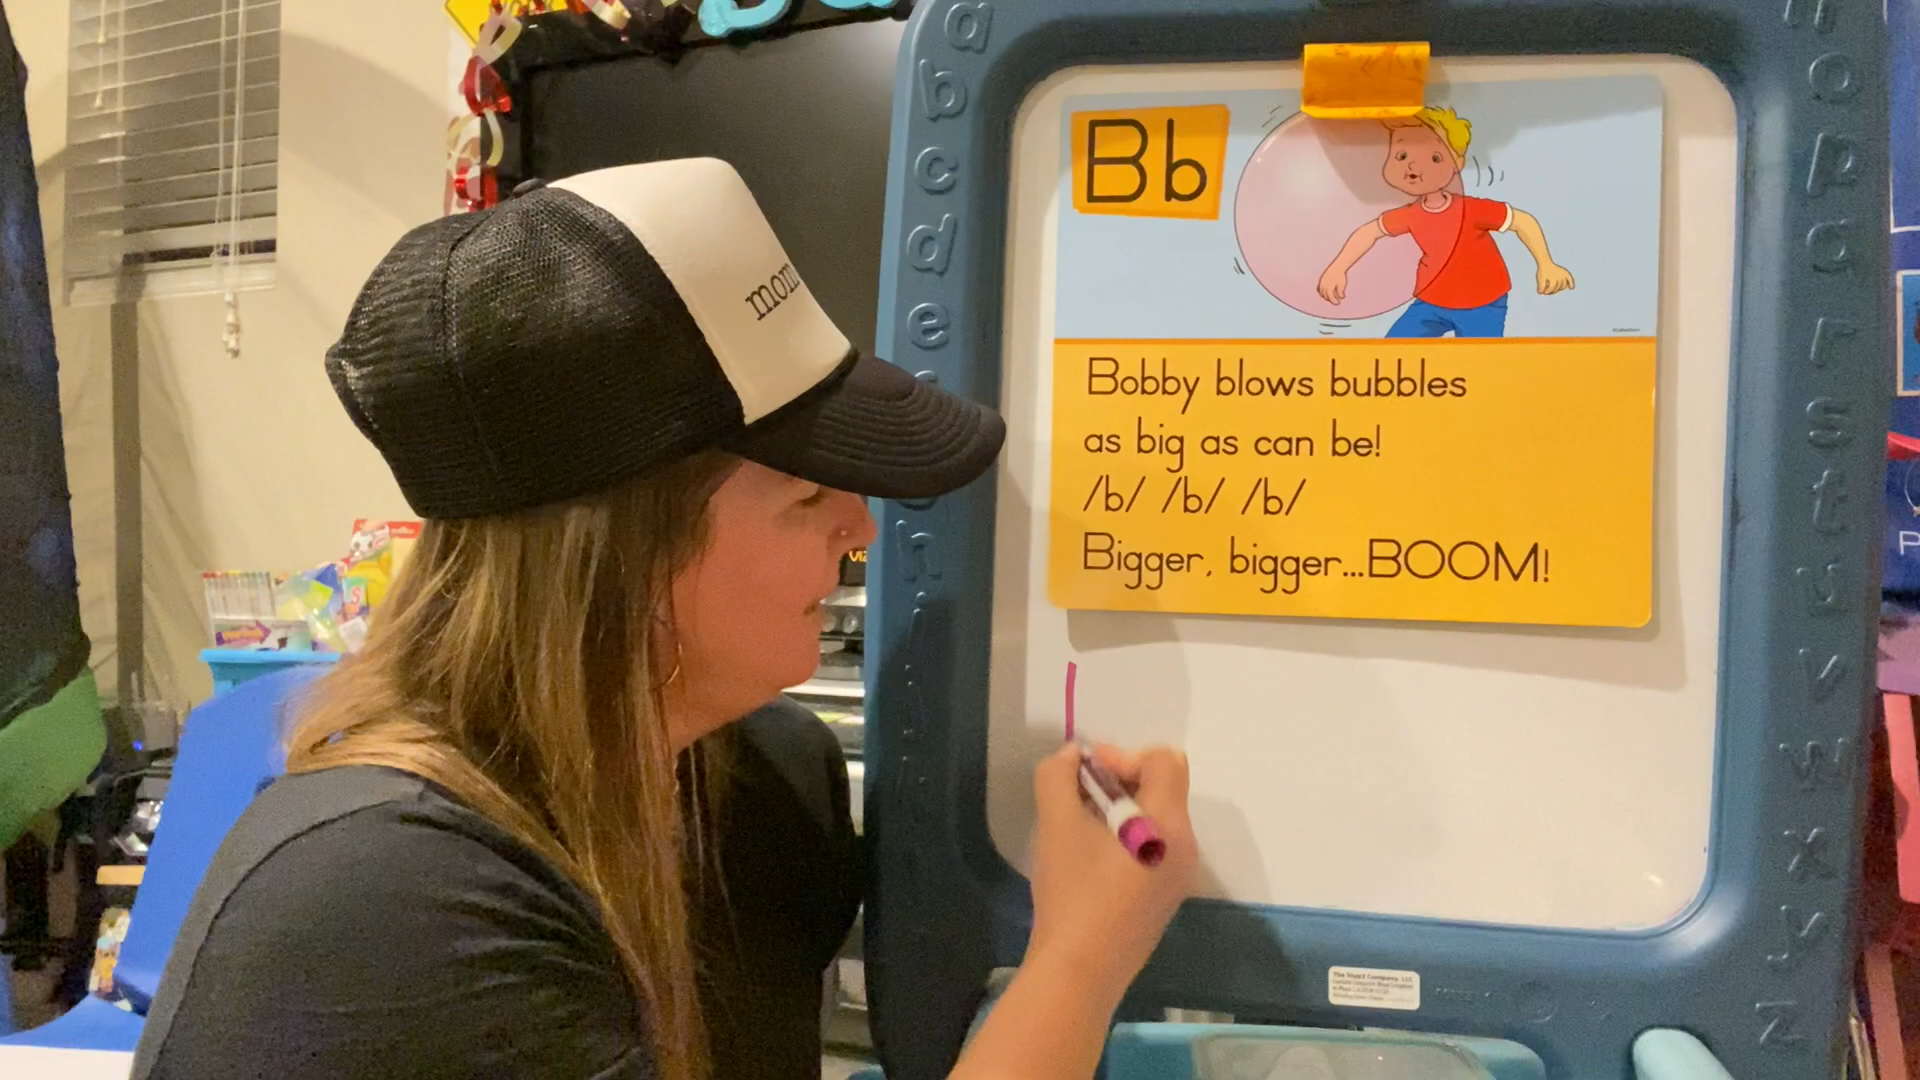 Bb
Bobby blows bubbles
as big as can be!
/b/ /b/ /b/
Bigger, bigger...BOOM!
mom
a
b
c
d
e
h
i
n
o
p
q
r
s
t
u
v
w
x
y
z
P